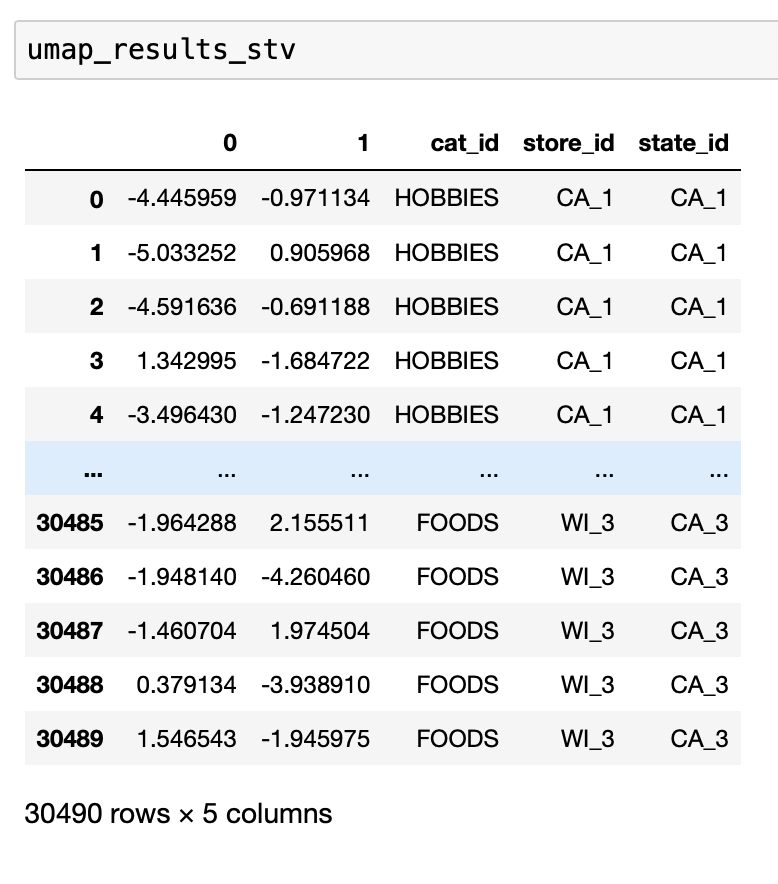 umap_results_stv
0 1 cat_id store_id state_id
0 -4.445959 -0.971134 HOBBIES CA_1 CA_1
1 -5.033252 0.905968 HOBBIES CA_1 CA_1
2 -4.591636 -0.691188 HOBBIES CA_1 CA_1
3 1.342995 -1.684722 HOBBIES CA_1 CA_1
4 -3.496430 -1.247230 HOBBIES CA_1 CA_1
... ... ... ... ... ...
30485 -1.964288 2.155511 FOODS WI_3 CA_3
30486 -1.948140 -4.260460 FOODS WI_3 CA_3
30487 -1.460704 1.974504 FOODS WI_3 CA_3
30488 0.379134 -3.938910 FOODS WI_3 CA_3
30489 1.546543 -1.945975 FOODS WI_3 CA_3
30490 rows × 5 columns